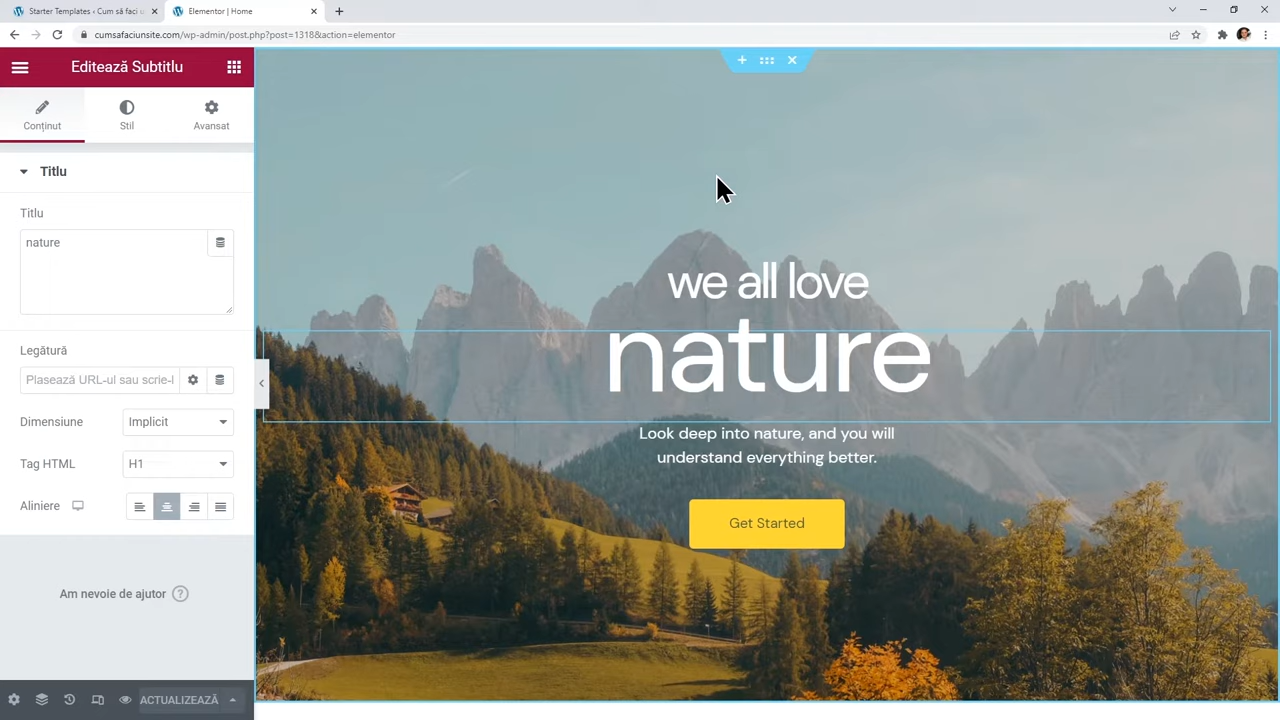 Starter Templates ‹ Cum să faci u
Elementor | Home
cumsafaciunsite.com/wp-admin/post.php?post=1318&action=elementor
Editează Subtitlu
Conținut
Stil
Avansat
Titlu
Titlu
nature
Legătură
Plasează URL-ul sau scrie-l
Dimensiune
Implicit
Tag HTML
H1
Aliniere
Am nevoie de ajutor
ACTUALIZEAZĂ
we all love
nature
Look deep into nature, and you will
understand everything better.
Get Started